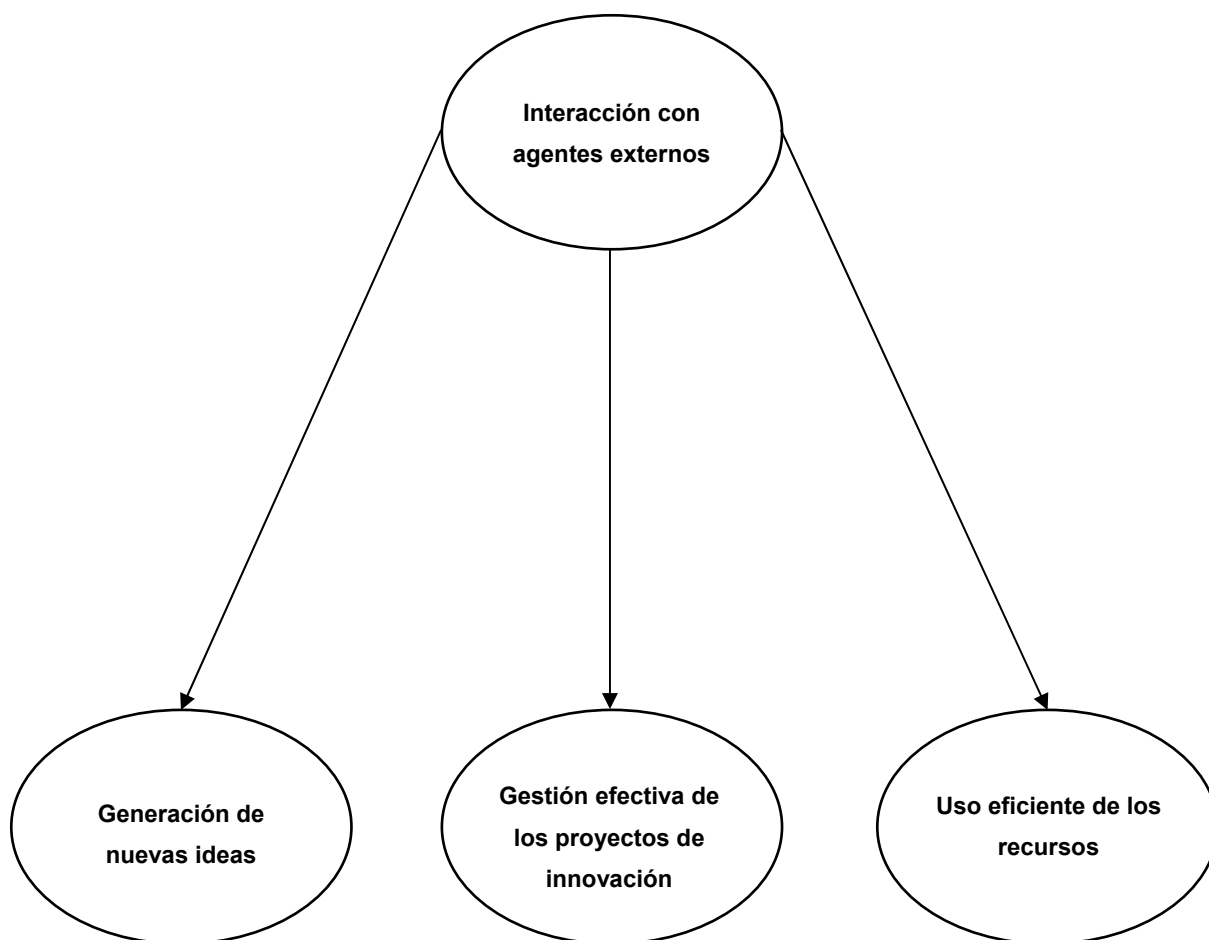 Interacción con
agentes externos
Generación de
nuevas ideas
Gestión efectiva de
los proyectos de
innovación
Uso eficiente de los
recursos